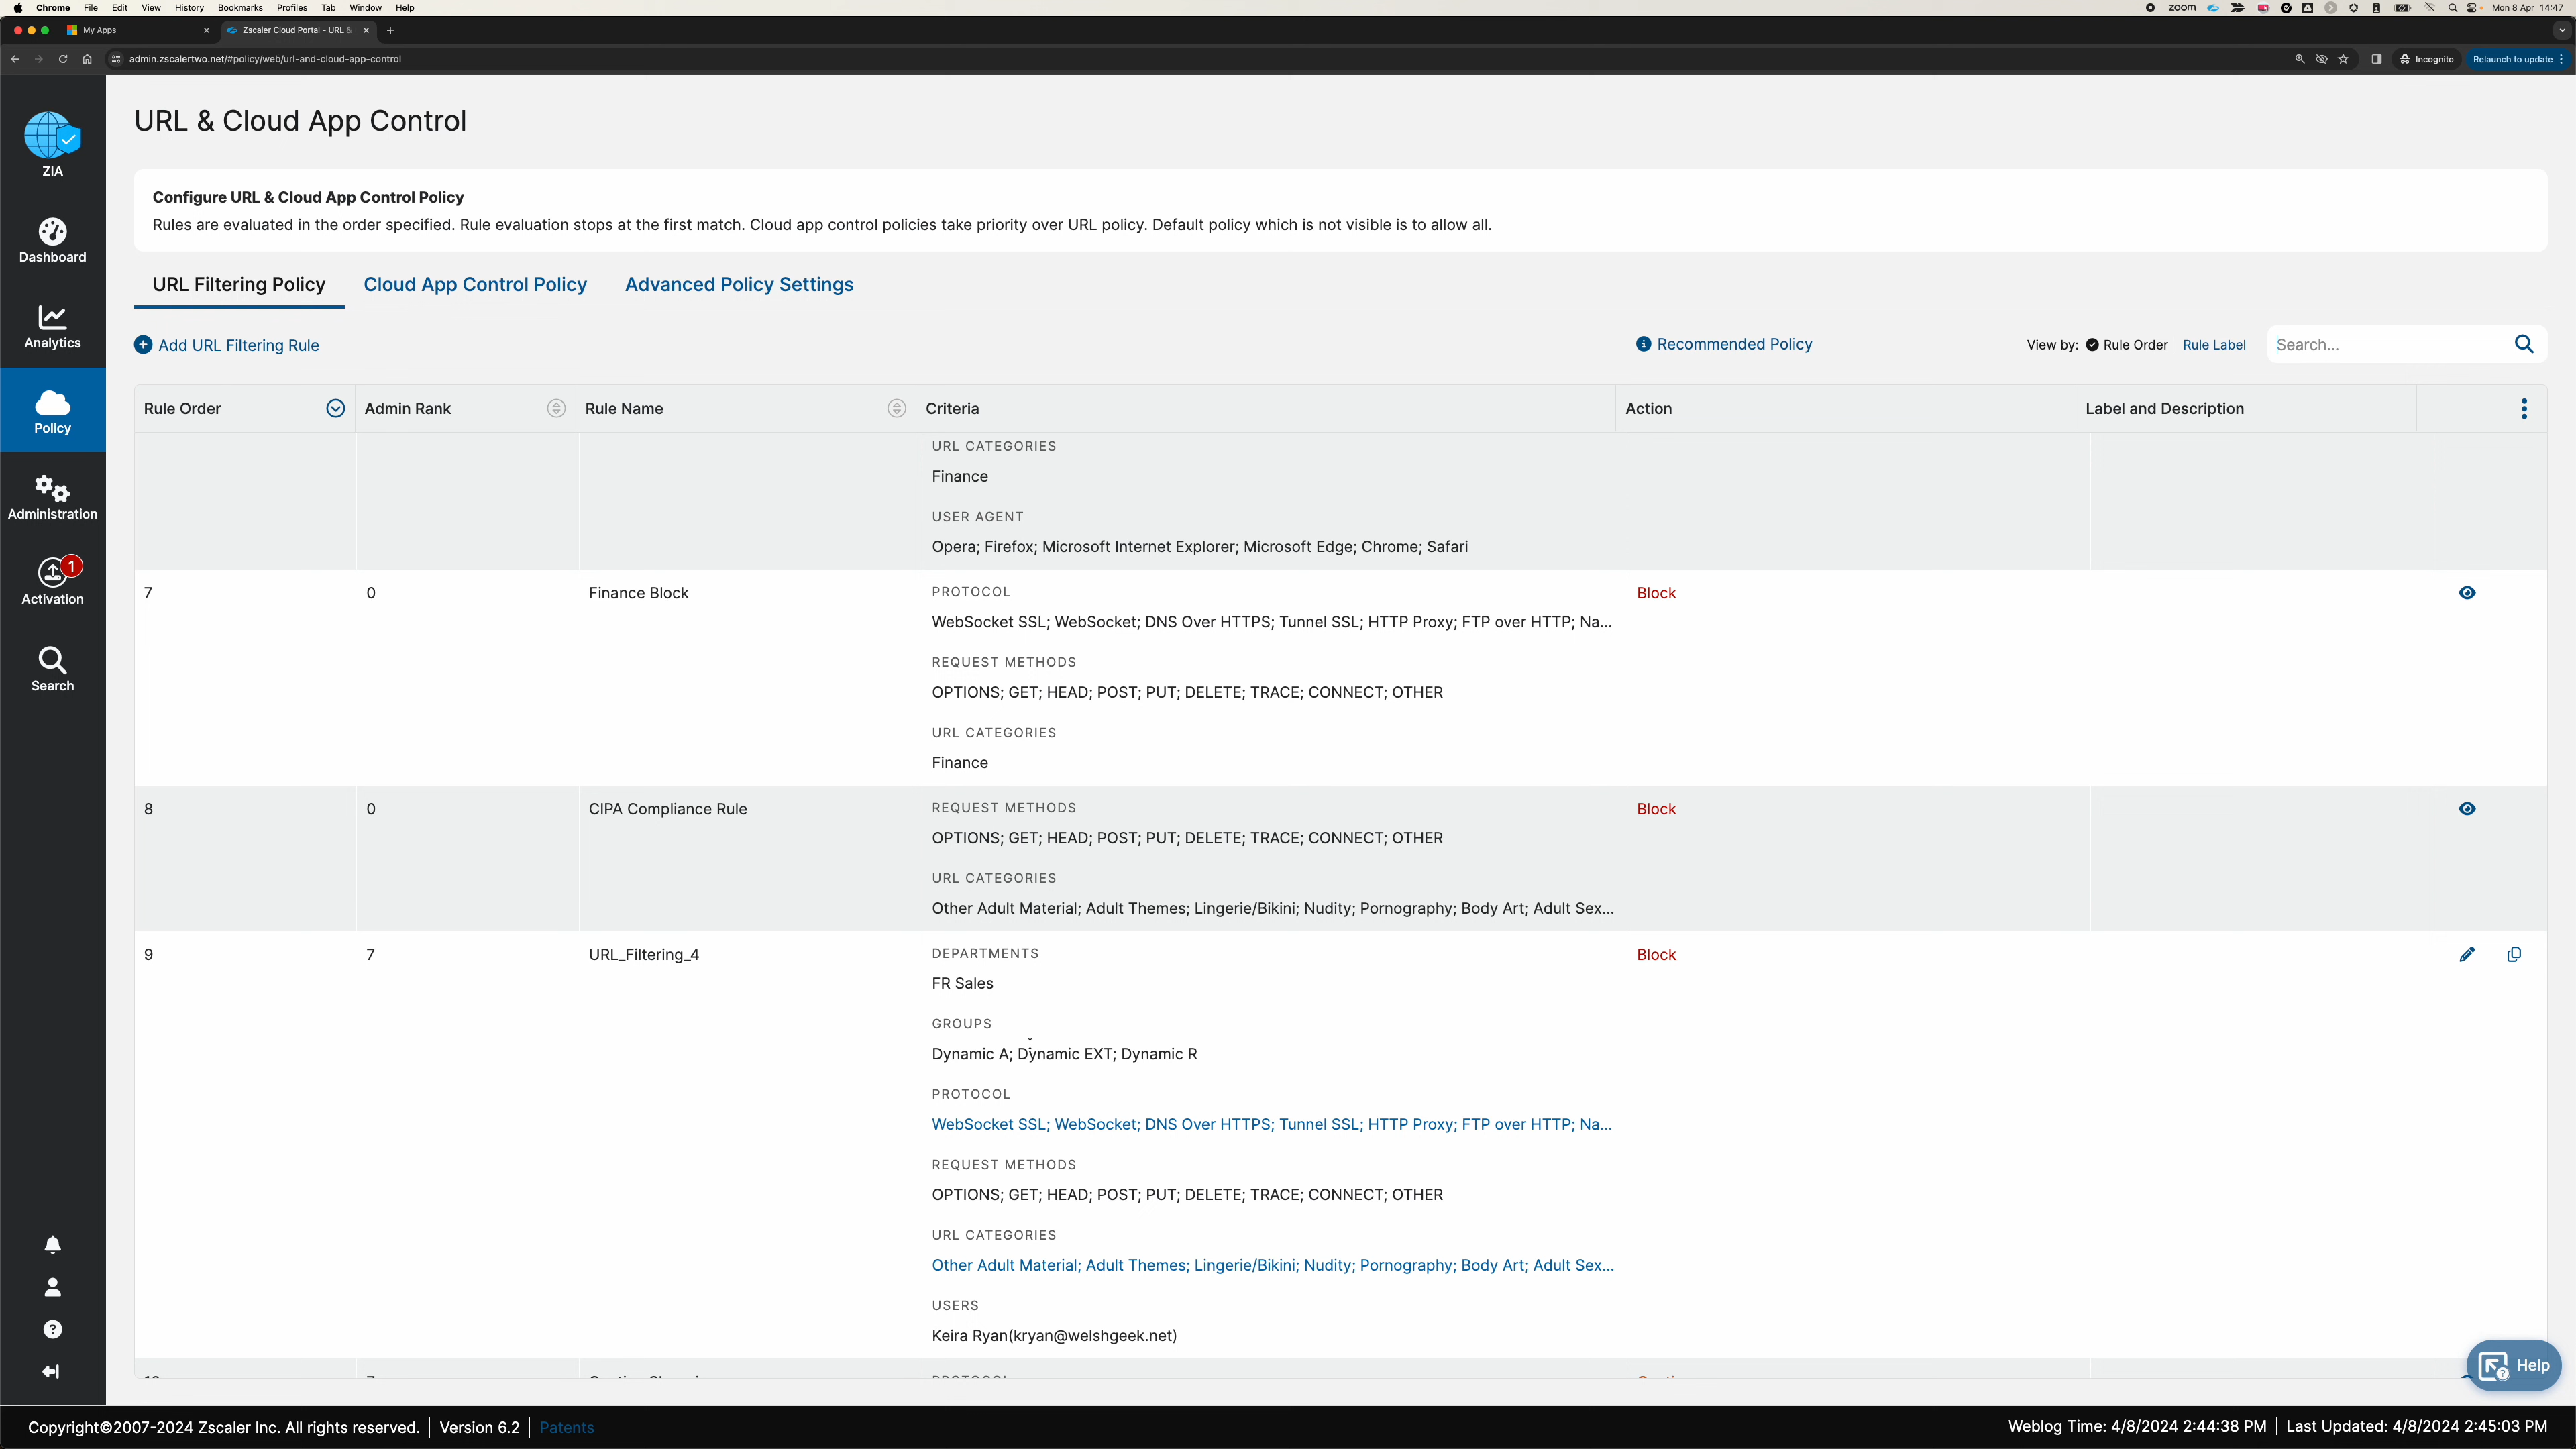 Chrome File Edit View History Bookmarks Profiles Tab Window Help
zoom Mon 8 Apr 14:47
My Apps
Zscaler Cloud Portal - URL &
admin.zscalertwo.net/#policy/web/url-and-cloud-app-control
Incognito
Relaunch to update
ZIA
Dashboard
Analytics
Policy
Administration
1
Activation
Search
URL & Cloud App Control
Configure URL & Cloud App Control Policy
Rules are evaluated in the order specified. Rule evaluation stops at the first match. Cloud app control policies take priority over URL policy. Default policy which is not visible is to allow all.
URL Filtering Policy Cloud App Control Policy Advanced Policy Settings
Add URL Filtering Rule
Recommended Policy
View by: Rule Order Rule Label
Search...
Rule Order Admin Rank Rule Name Criteria Action Label and Description
URL CATEGORIES
Finance
USER AGENT
Opera; Firefox; Microsoft Internet Explorer; Microsoft Edge; Chrome; Safari
7 0 Finance Block PROTOCOL Block
WebSocket SSL; WebSocket; DNS Over HTTPS; Tunnel SSL; HTTP Proxy; FTP over HTTP; Na...
REQUEST METHODS
OPTIONS; GET; HEAD; POST; PUT; DELETE; TRACE; CONNECT; OTHER
URL CATEGORIES
Finance
8 0 CIPA Compliance Rule REQUEST METHODS Block
OPTIONS; GET; HEAD; POST; PUT; DELETE; TRACE; CONNECT; OTHER
URL CATEGORIES
Other Adult Material; Adult Themes; Lingerie/Bikini; Nudity; Pornography; Body Art; Adult Sex...
9 7 URL_Filtering_4 DEPARTMENTS Block
FR Sales
GROUPS
Dynamic A; Dynamic EXT; Dynamic R
PROTOCOL
WebSocket SSL; WebSocket; DNS Over HTTPS; Tunnel SSL; HTTP Proxy; FTP over HTTP; Na...
REQUEST METHODS
OPTIONS; GET; HEAD; POST; PUT; DELETE; TRACE; CONNECT; OTHER
URL CATEGORIES
Other Adult Material; Adult Themes; Lingerie/Bikini; Nudity; Pornography; Body Art; Adult Sex...
USERS
Keira Ryan(kryan@welshgeek.net)
Help
Copyright©2007-2024 Zscaler Inc. All rights reserved. Version 6.2 Patents
Weblog Time: 4/8/2024 2:44:38 PM Last Updated: 4/8/2024 2:45:03 PM